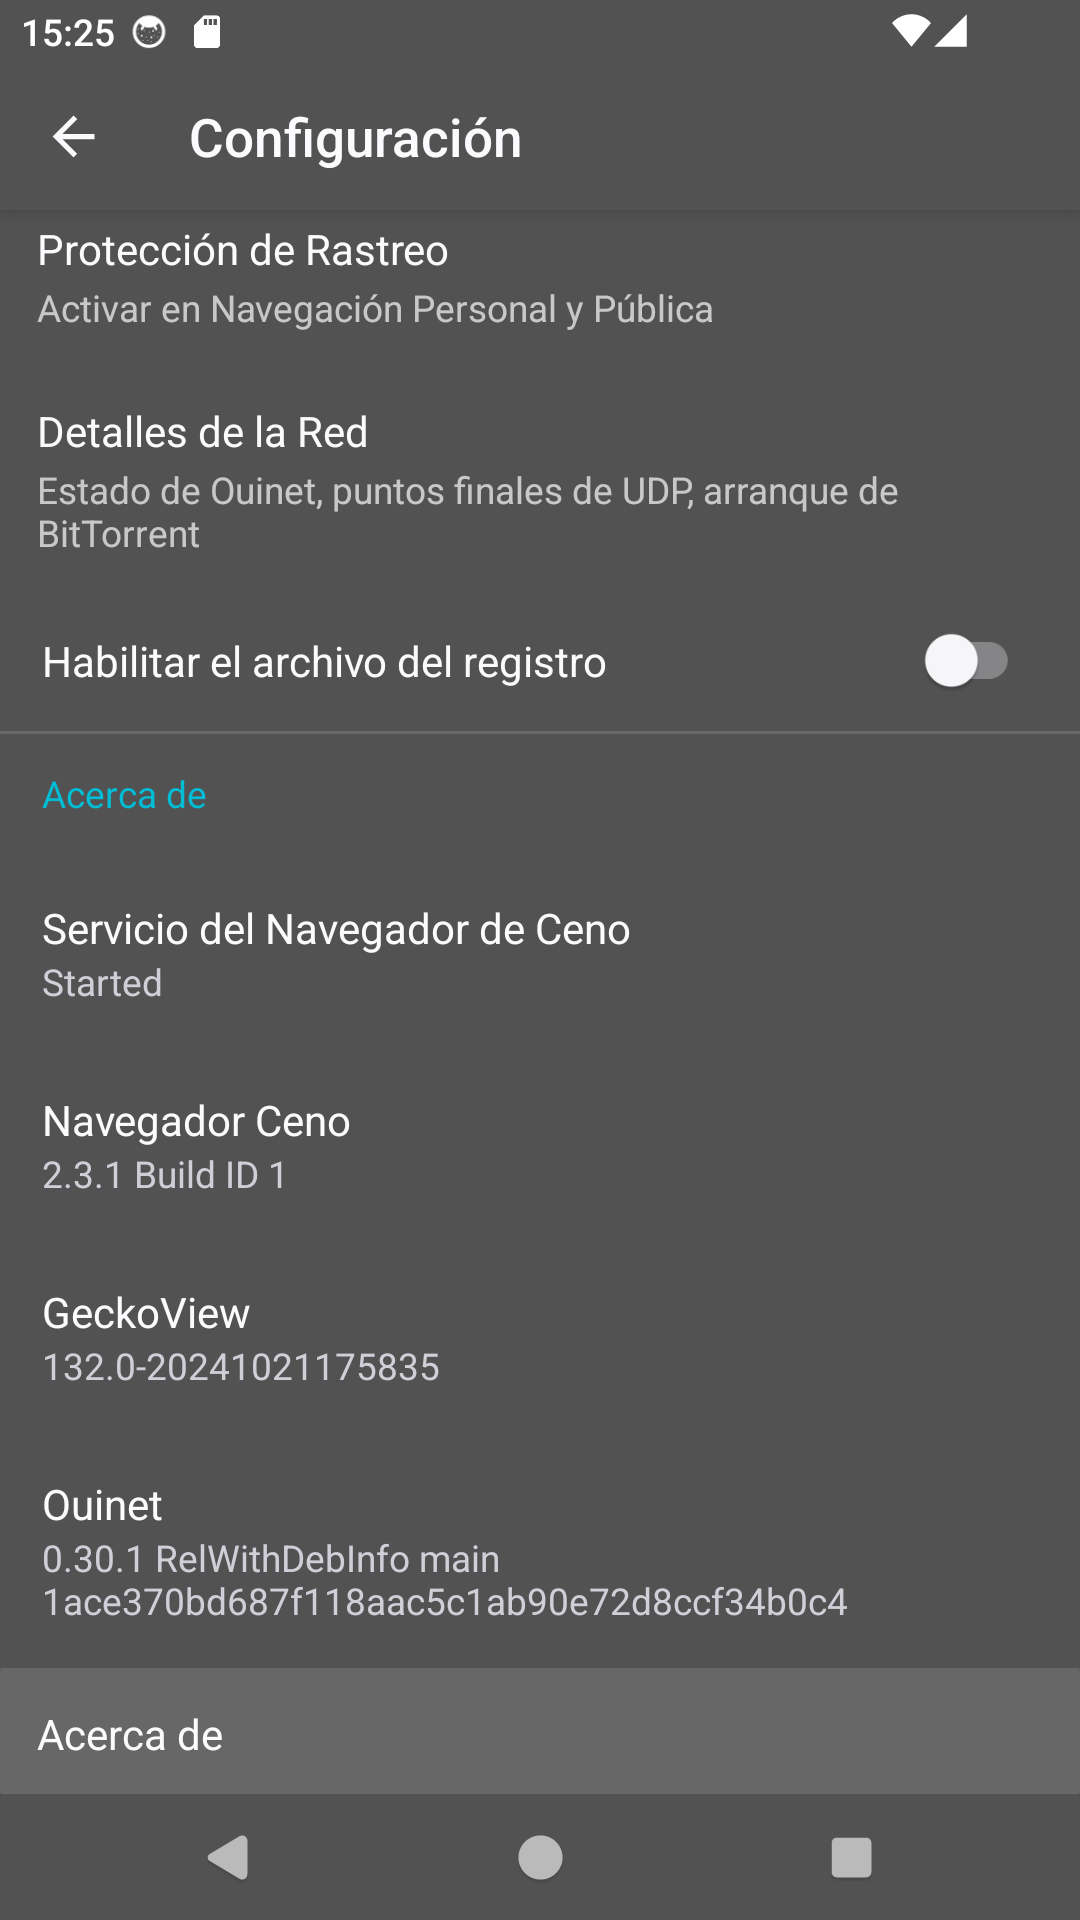 15:25
Configuración
Protección de Rastreo
Activar en Navegación Personal y Pública
Detalles de la Red
Estado de Ouinet, puntos finales de UDP, arranque de
BitTorrent
Habilitar el archivo del registro
Acerca de
Servicio del Navegador de Ceno
Started
Navegador Ceno
2.3.1 Build ID 1
GeckoView
132.0-20241021175835
Ouinet
0.30.1 RelWithDebInfo main
1ace370bd687f118aac5c1ab90e72d8ccf34b0c4
Acerca de